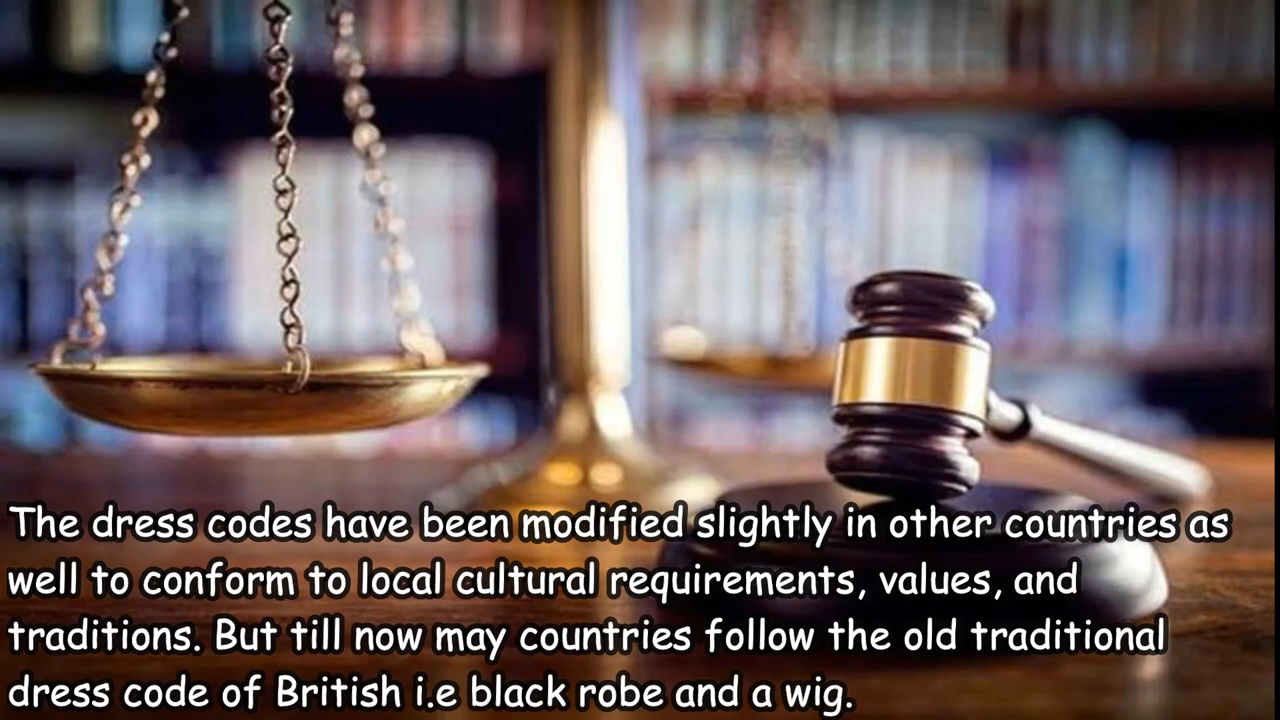 The dress codes have been modified slightly in other countries as
well to conform to local cultural requirements, values, and
traditions. But till now may countries follow the old traditional
dress code of British i.e black robe and a wig.